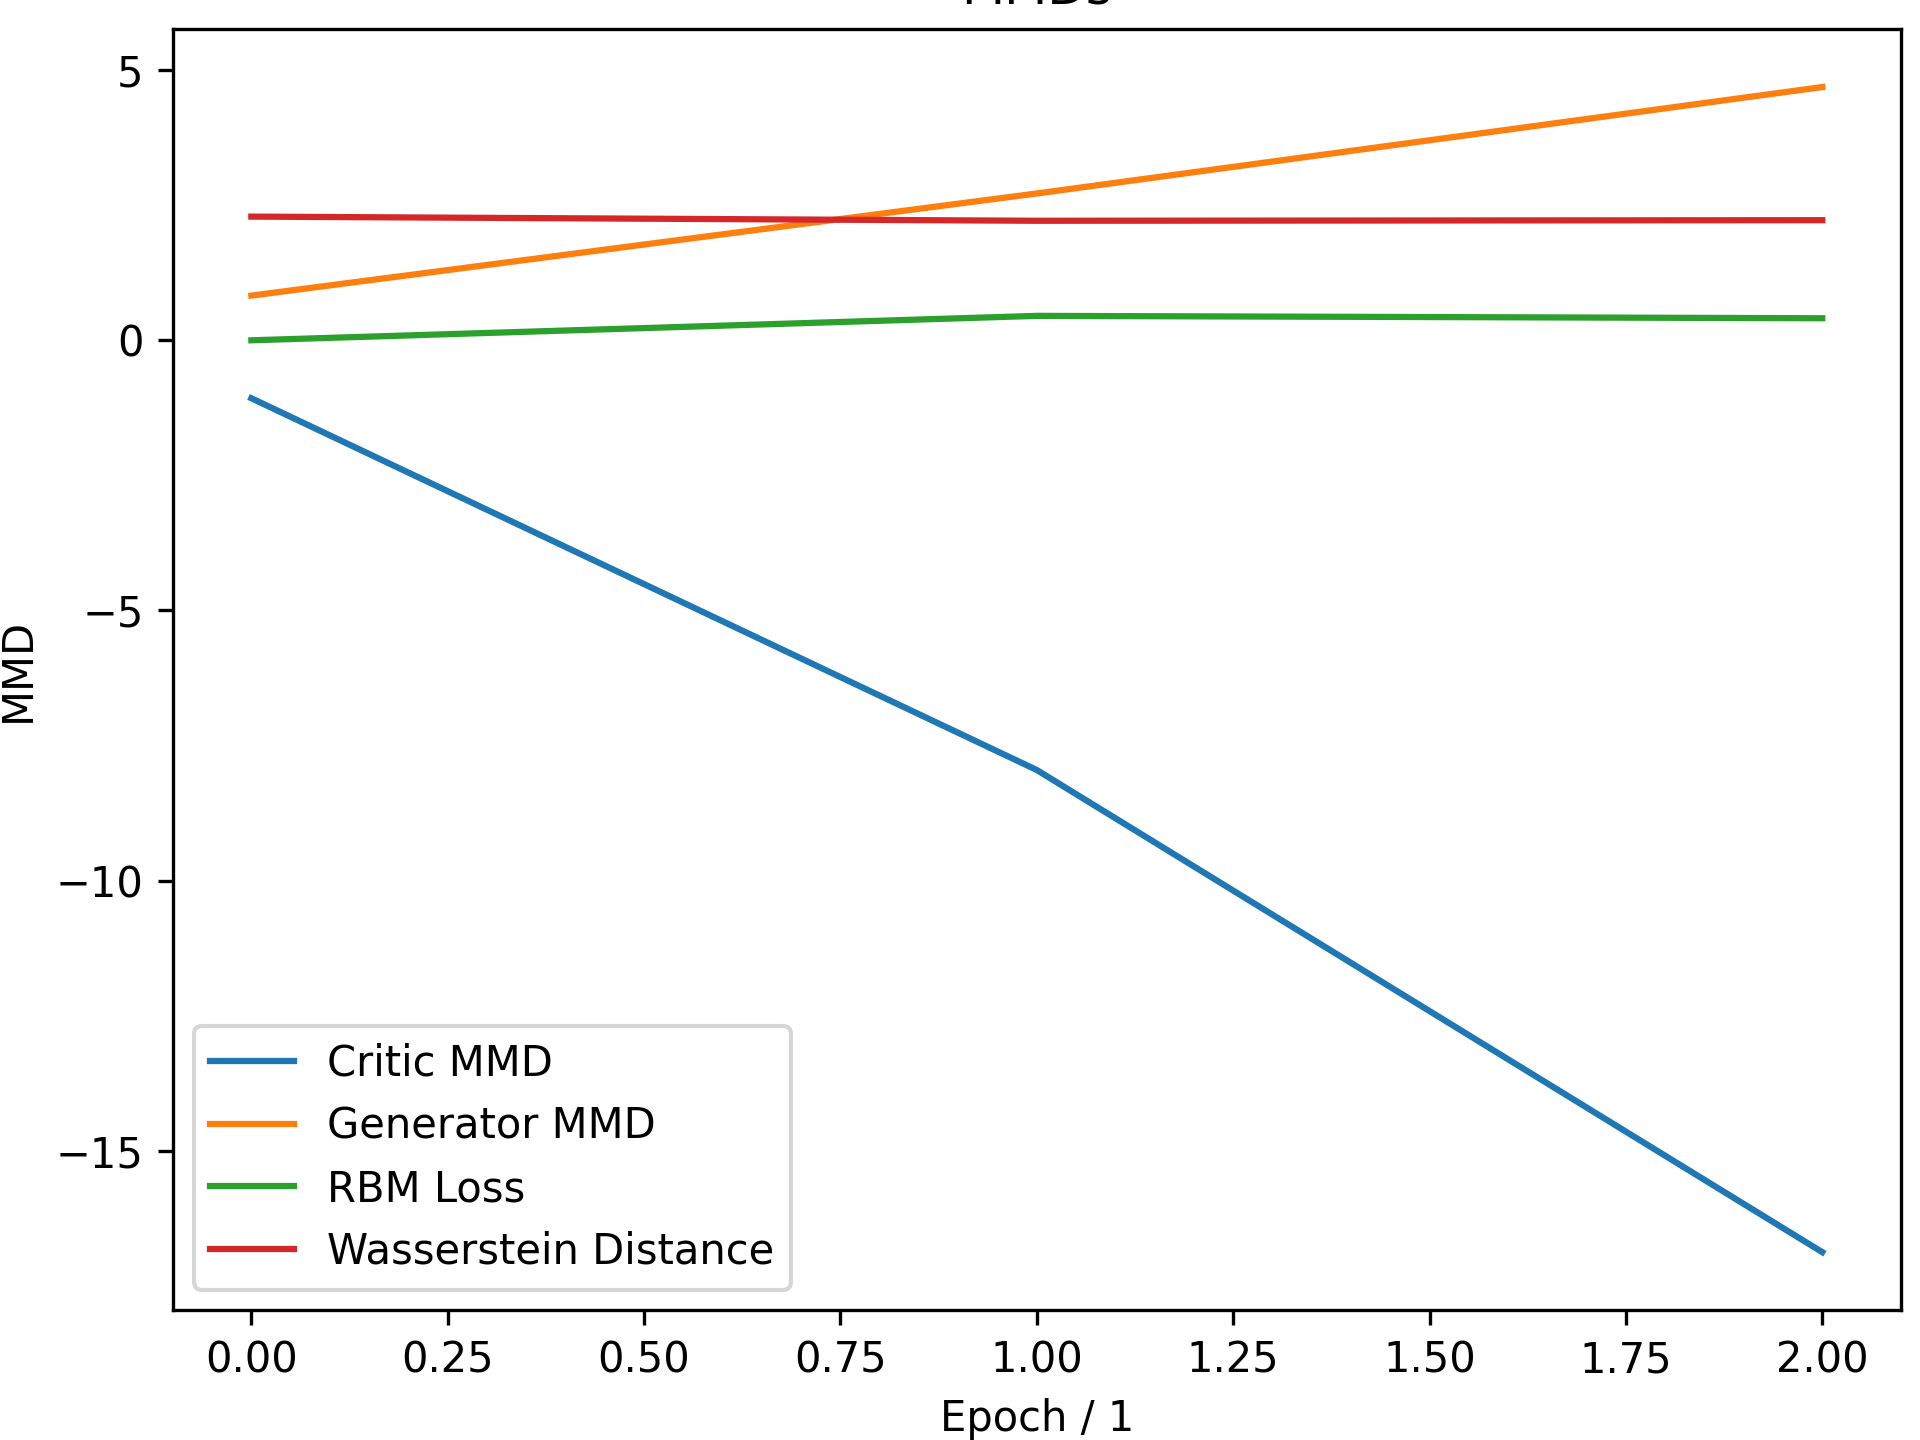 MMDs
5
0
−5
−10
−15
MMD
Critic MMD
Generator MMD
RBM Loss
Wasserstein Distance
0.00 0.25 0.50 0.75 1.00 1.25 1.50 1.75 2.00
Epoch / 1